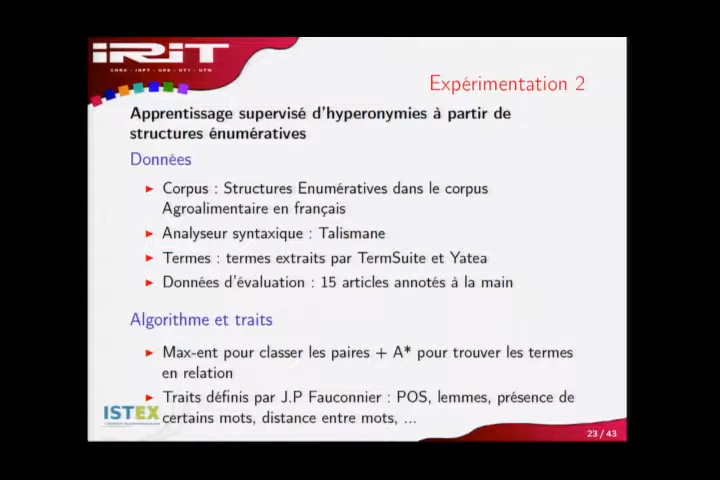 IRIT
CNRS - INPT - UPS - UT1 - UTM
Expérimentation 2
Apprentissage supervisé d'hyperonymies à partir de
structures énumératives
Données
Corpus : Structures Enumératives dans le corpus
Agroalimentaire en français
Analyseur syntaxique : Talismane
Termes : termes extraits par TermSuite et Yatea
Données d'évaluation : 15 articles annotés à la main
Algorithme et traits
Max-ent pour classer les paires + A* pour trouver les termes
en relation
Traits définis par J.P Fauconnier : POS, lemmes, présence de
certains mots, distance entre mots, ...
ISTEX
23 / 43